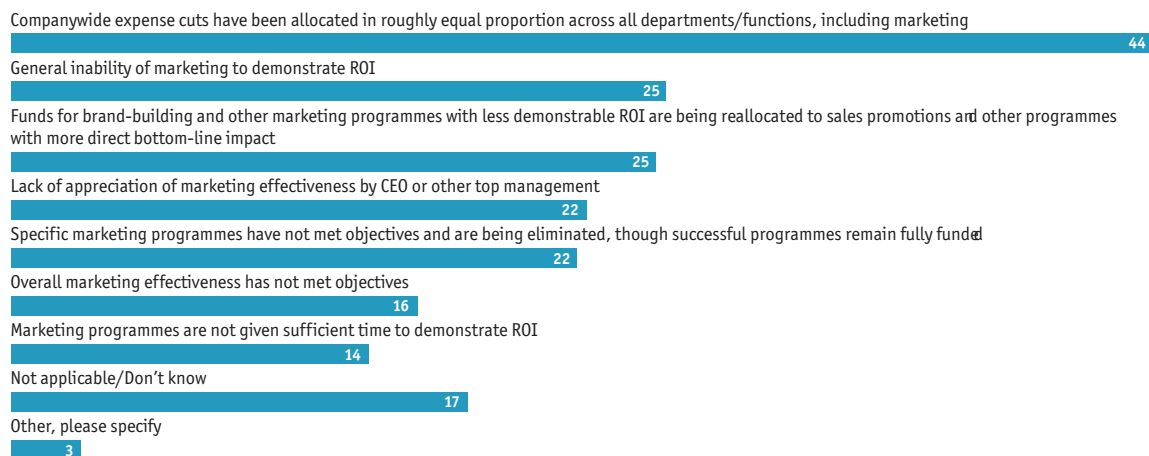 Companywide expense cuts have been allocated in roughly equal proportion across all departments/functions, including marketing
44
General inability of marketing to demonstrate ROI
25
Funds for brand-building and other marketing programmes with less demonstrable ROI are being reallocated to sales promotions and other programmes
with more direct bottom-line impact
25
Lack of appreciation of marketing effectiveness by CEO or other top management
22
Specific marketing programmes have not met objectives and are being eliminated, though successful programmes remain fully funded
22
Overall marketing effectiveness has not met objectives
16
Marketing programmes are not given sufficient time to demonstrate ROI
14
Not applicable/Don’t know
17
Other, please specify
3